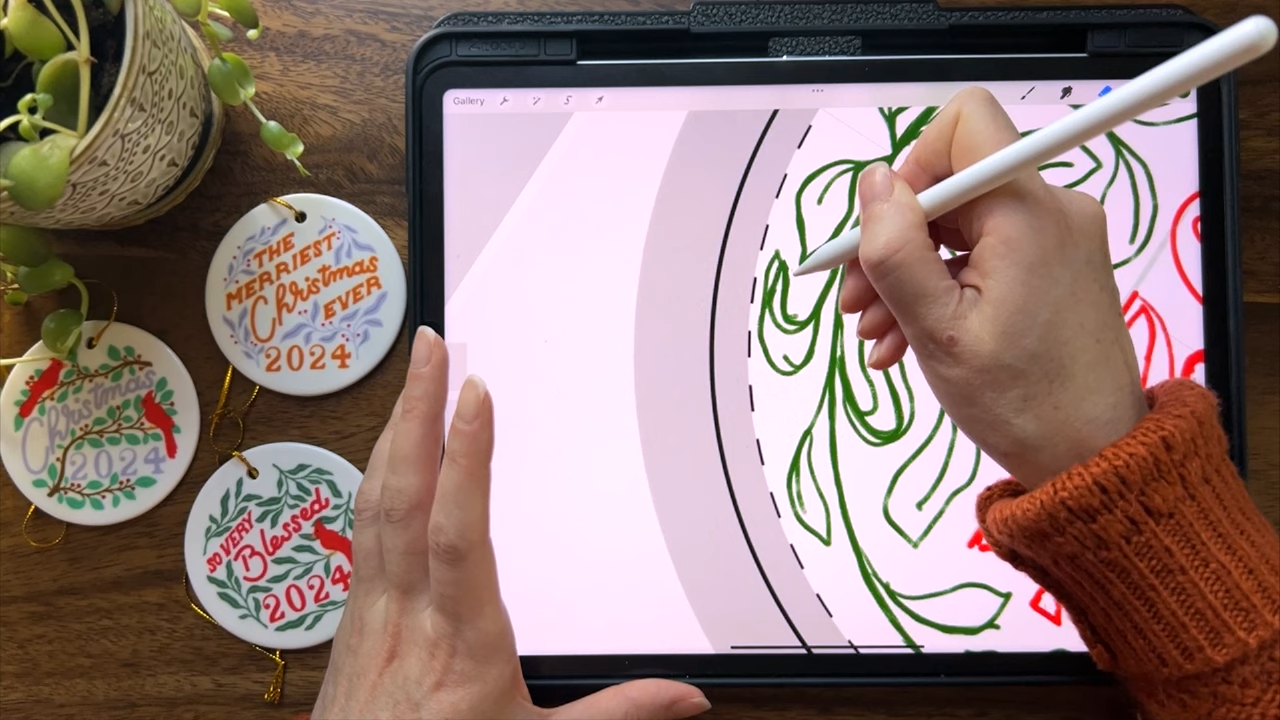 Gallery
THE
MERRIEST
Christmas
EVER
2024
Christmas
2024
SO VERY
Blessed
2024